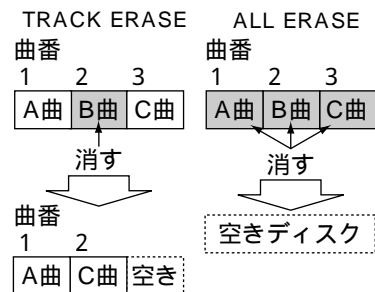 TRACK ERASE
曲番
1 2 3
A曲 B曲 C曲
消す
曲番
1 2
A曲 C曲 空き
ALL ERASE
曲番
1 2 3
A曲 B曲 C曲
消す
空きディスク